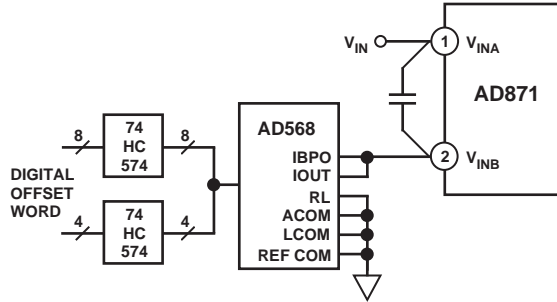 V_IN
1
V_INA
AD871
2
V_INB
AD568
IBPO
IOUT
RL
ACOM
LCOM
REF COM
8
74
HC
574
8
DIGITAL
OFFSET
WORD
4
74
HC
574
4